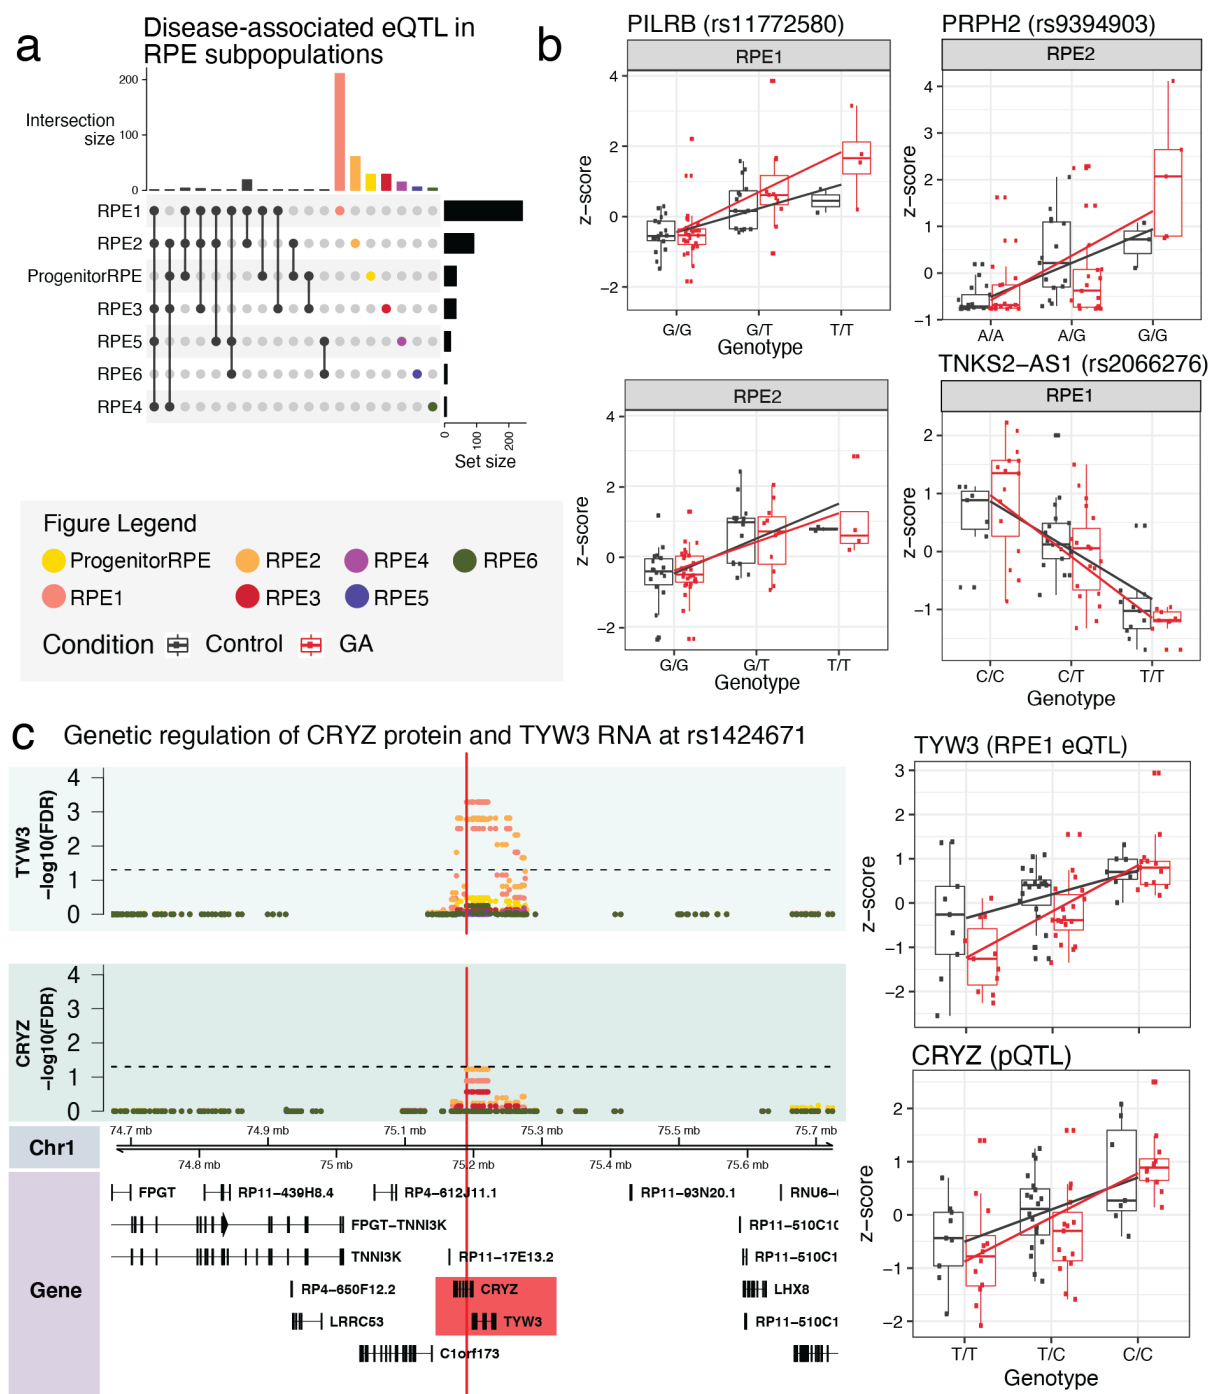 a
Disease-associated eQTL in
RPE subpopulations
200
Intersection
size
100
0
RPE1
RPE2
ProgenitorRPE
RPE3
RPE5
RPE6
RPE4
0
100
200
Set size
Figure Legend
ProgenitorRPE
RPE2
RPE4
RPE6
RPE1
RPE3
RPE5
Condition
Control
GA
b
PILRB (rs11772580)
RPE1
z−score
4
2
0
−2
G/G
G/T
T/T
Genotype
RPE2
z−score
4
2
0
−2
G/G
G/T
T/T
Genotype
PRPH2 (rs9394903)
RPE2
z−score
4
3
2
1
0
−1
A/A
A/G
G/G
TNKS2−AS1 (rs2066276)
RPE1
z−score
2
1
0
−1
C/C
C/T
T/T
Genotype
c
Genetic regulation of CRYZ protein and TYW3 RNA at rs1424671
TYW3
−log10(FDR)
4
3
2
1
0
CRYZ
−log10(FDR)
4
3
2
1
0
Chr1
74.7 mb
74.9 mb
75.1 mb
75.3 mb
75.5 mb
75.7 mb
74.8 mb
75 mb
75.2 mb
75.4 mb
75.6 mb
Gene
FPGT
RP11−439H8.4
RP4−612J11.1
RP11−93N20.1
RNU6−
FPGT−TNNI3K
RP11−510C10
TNNI3K
RP11−17E13.2
RP11−510C1
RP4−650F12.2
CRYZ
LHX8
LRRC53
TYW3
RP11−510C1
C1orf173
TYW3 (RPE1 eQTL)
z−score
3
2
1
0
−1
−2
CRYZ (pQTL)
z−score
2
1
0
−1
−2
T/T
T/C
C/C
Genotype